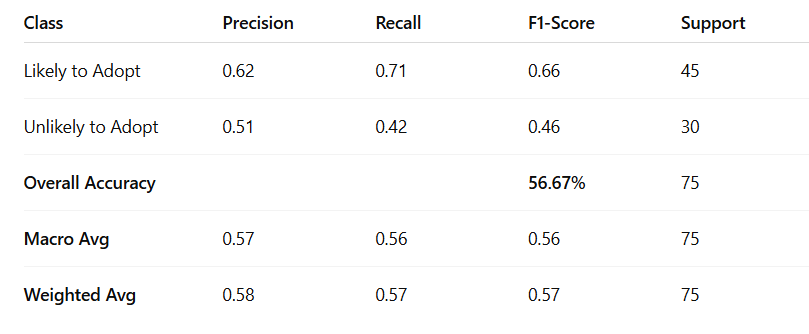 Class Precision Recall F1-Score Support
Likely to Adopt 0.62 0.71 0.66 45
Unlikely to Adopt 0.51 0.42 0.46 30
Overall Accuracy 56.67% 75
Macro Avg 0.57 0.56 0.56 75
Weighted Avg 0.58 0.57 0.57 75